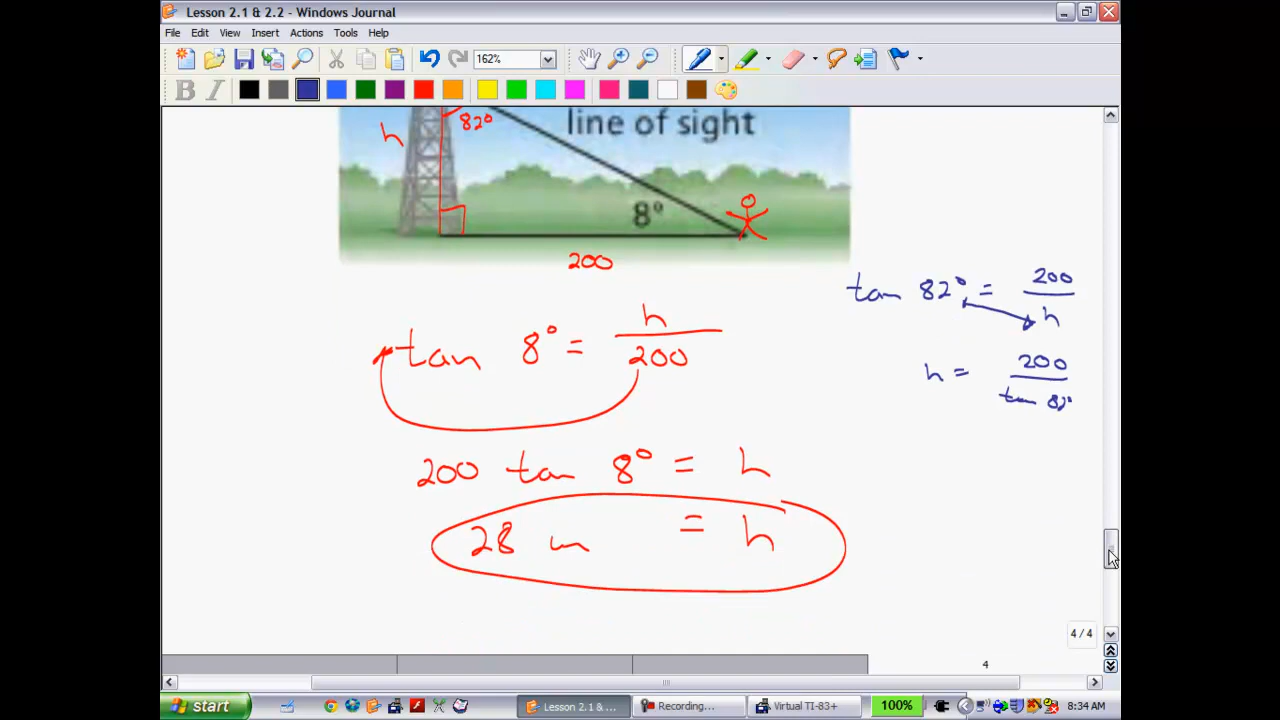 Lesson 2.1 & 2.2 - Windows Journal
File Edit View Insert Actions Tools Help
162%
B I
h 82° line of sight
8°
200
tan 82° = 200/h
tan 8° = h/200
h = 200/tan 82°
200 tan 8° = h
28 m = h
4 / 4
4
start Lesson 2.1 & ... Recording... Virtual TI-83+ 100% 8:34 AM